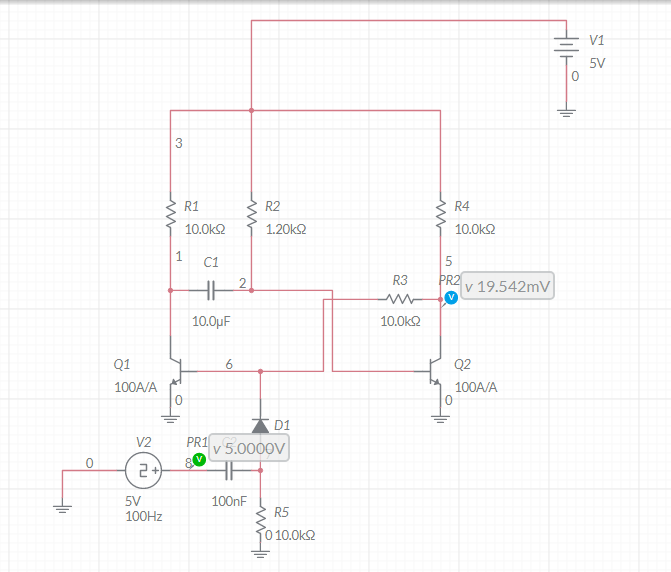 V1
5V
0
3
R1
10.0kΩ
R2
1.20kΩ
R4
10.0kΩ
1
C1
2
10.0µF
5
R3
10.0kΩ
PR2
V
v 19.542mV
Q1
100A/A
0
6
Q2
100A/A
0
D1
V2
PR1
V
v 5.0000V
0
8
5V
100Hz
100nF
R5
0 10.0kΩ